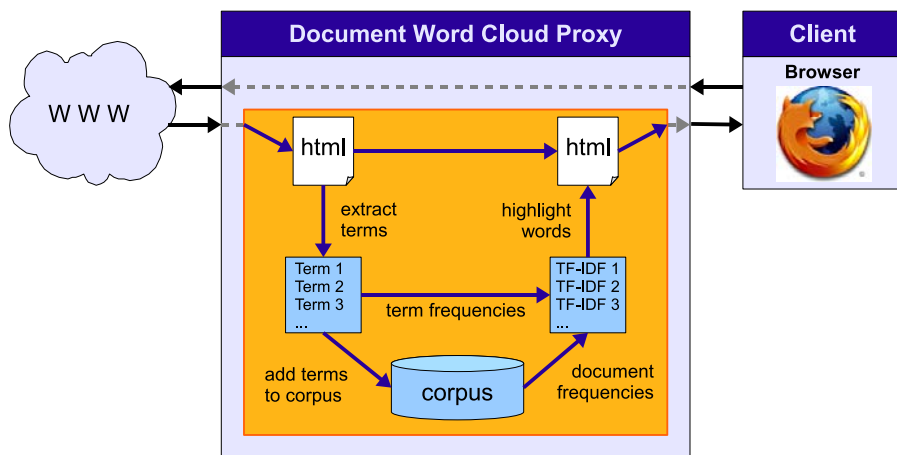 Document Word Cloud Proxy
Client
Browser
W W W
html
html
extract
terms
highlight
words
Term 1
Term 2
Term 3
...
TF-IDF 1
TF-IDF 2
TF-IDF 3
...
term frequencies
add terms
to corpus
corpus
document
frequencies